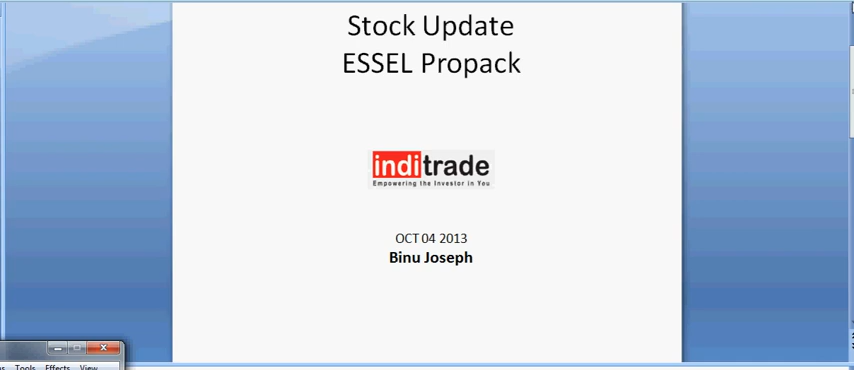 Stock Update
ESSEL Propack
inditrade
Empowering the Investor in You
OCT 04 2013
Binu Joseph
Tools Effects View